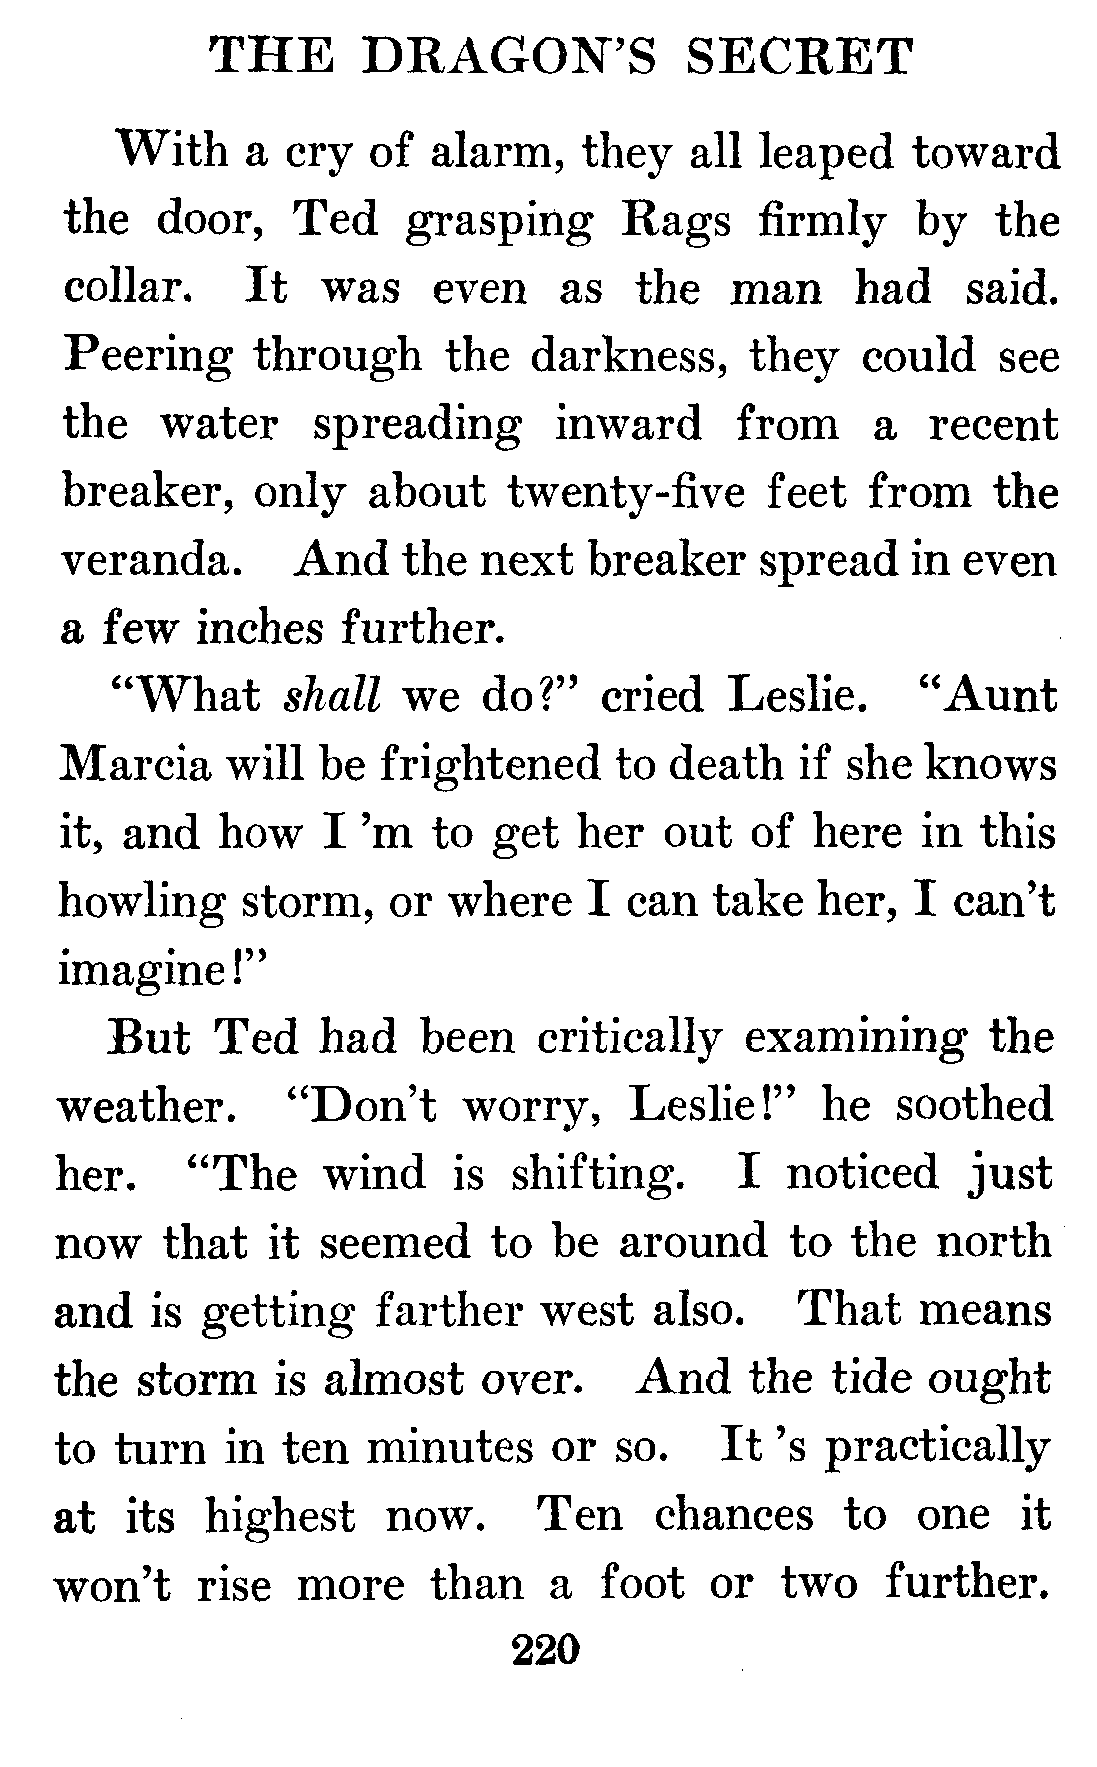 THE DRAGON'S SECRET
With a cry of alarm, they all leaped toward
the door, Ted grasping Rags firmly by the
collar. It was even as the man had said.
Peering through the darkness, they could see
the water spreading inward from a recent
breaker, only about twenty-five feet from the
veranda. And the next breaker spread in even
a few inches further.
"What shall we do?" cried Leslie. "Aunt
Marcia will be frightened to death if she knows
it, and how I 'm to get her out of here in this
howling storm, or where I can take her, I can't
imagine!"
But Ted had been critically examining the
weather. "Don't worry, Leslie!" he soothed
her. "The wind is shifting. I noticed just
now that it seemed to be around to the north
and is getting farther west also. That means
the storm is almost over. And the tide ought
to turn in ten minutes or so. It 's practically
at its highest now. Ten chances to one it
won't rise more than a foot or two further.
220